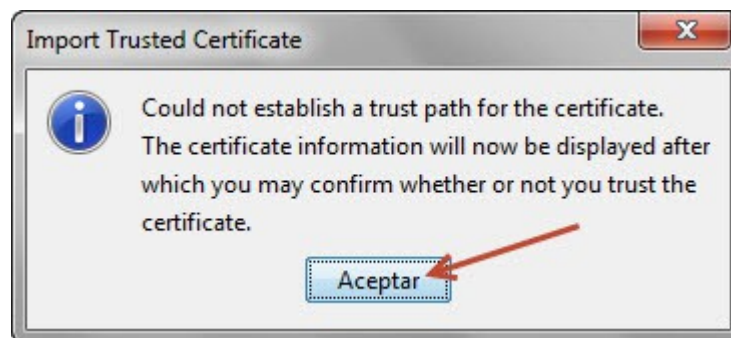 Import Trusted Certificate
Could not establish a trust path for the certificate.
The certificate information will now be displayed after
which you may confirm whether or not you trust the
certificate.
Aceptar